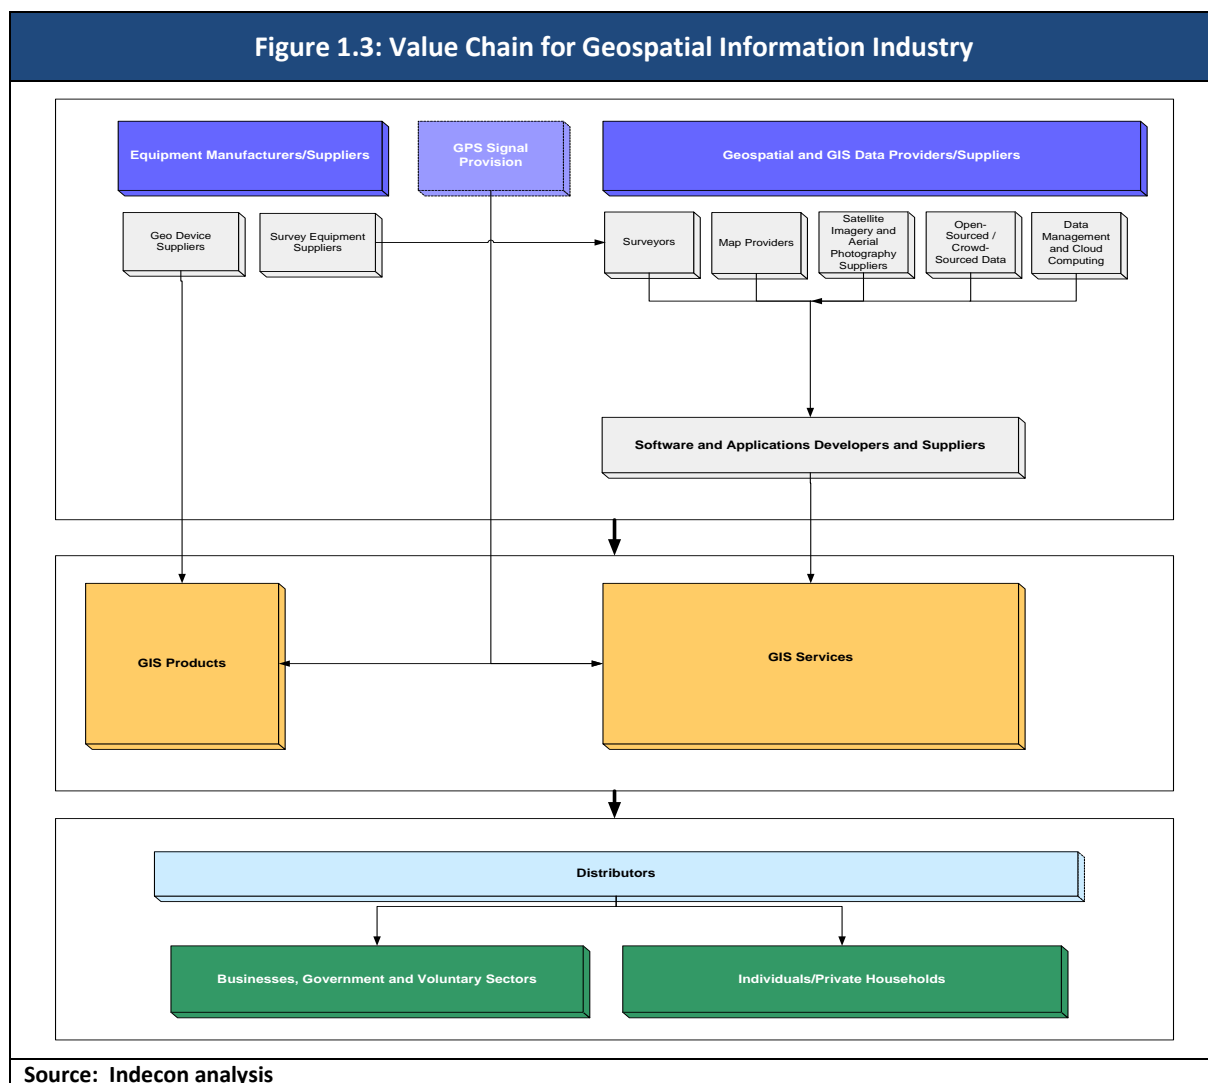 Figure 1.3: Value Chain for Geospatial Information Industry
Equipment Manufacturers/Suppliers
GPS Signal
Provision
Geospatial and GIS Data Providers/Suppliers
Geo Device
Suppliers
Survey Equipment
Suppliers
Surveyors
Map Providers
Satellite
Imagery and
Aerial
Photography
Suppliers
Open-
Sourced /
Crowd-
Sourced Data
Data
Management
and Cloud
Computing
Software and Applications Developers and Suppliers
GIS Products
GIS Services
Distributors
Businesses, Government and Voluntary Sectors
Individuals/Private Households
Source: Indecon analysis